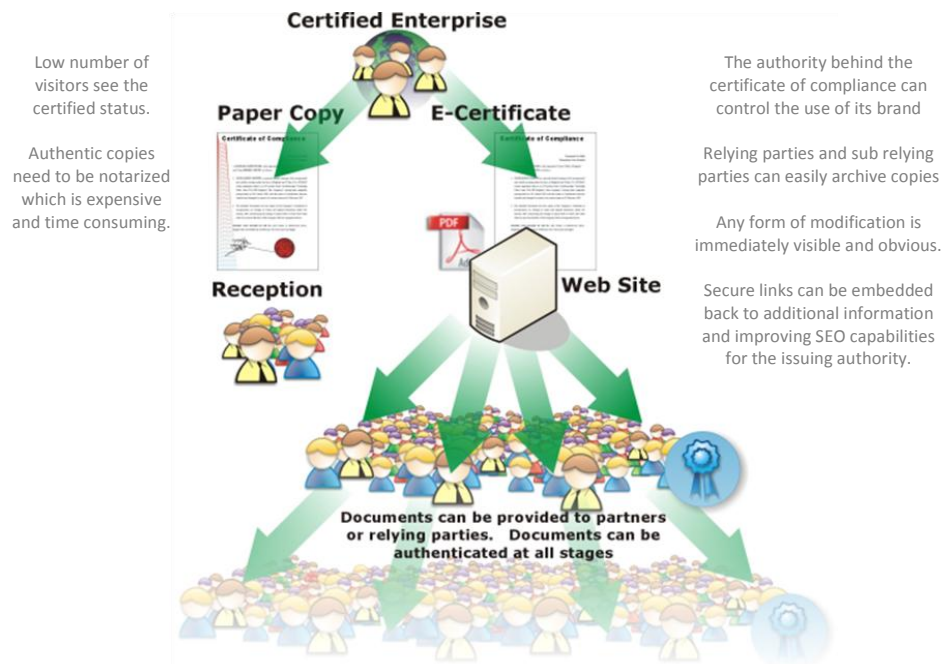 Certified Enterprise
Low number of
visitors see the
certified status.
Authentic copies
need to be notarized
which is expensive
and time consuming.
Paper Copy
E-Certificate
Certificate of Compliance
Certificate of Compliance
PDF
Reception
Web Site
The authority behind the
certificate of compliance can
control the use of its brand
Relying parties and sub relying
parties can easily archive copies
Any form of modification is
immediately visible and obvious.
Secure links can be embedded
back to additional information
and improving SEO capabilities
for the issuing authority.
Documents can be provided to partners
or relying parties.   Documents can be
authenticated at all stages